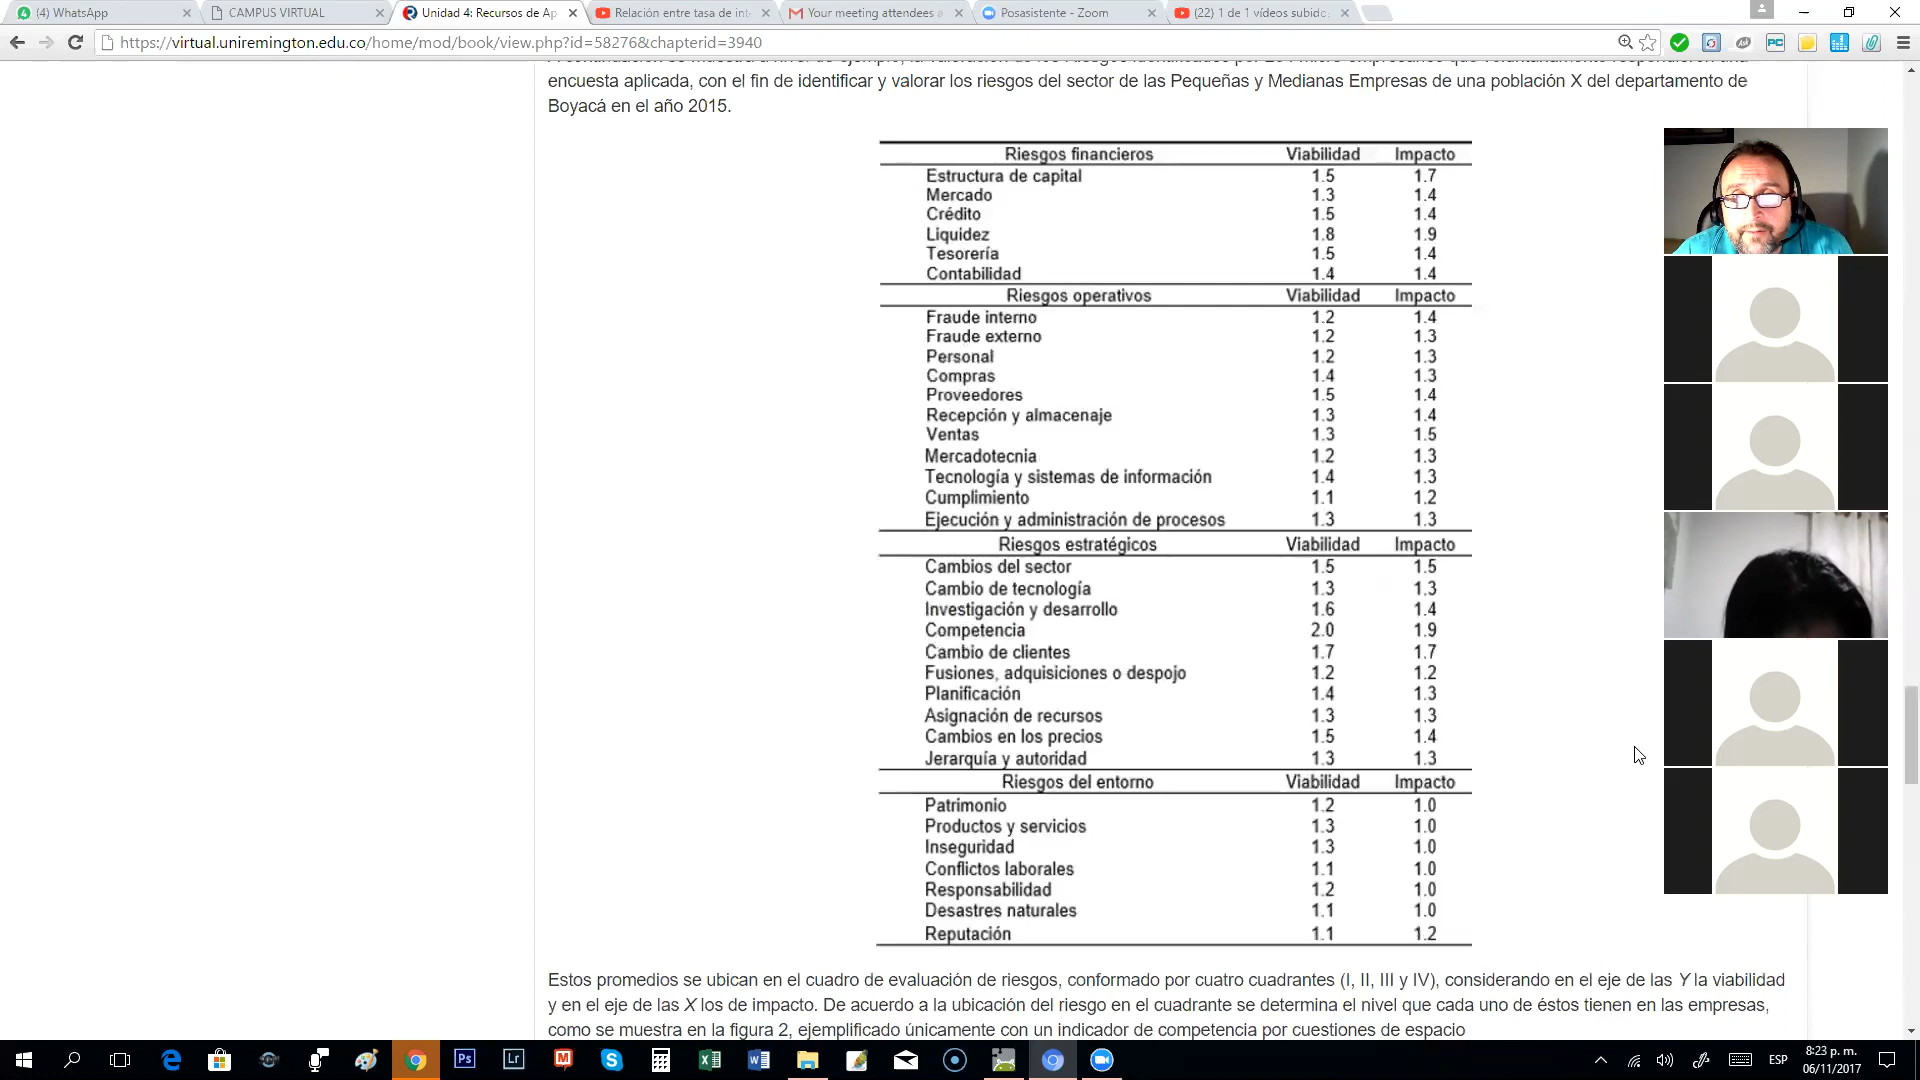 (4) WhatsApp
CAMPUS VIRTUAL
Unidad 4: Recursos de Ap
Relación entre tasa de int
Your meeting attendees a
Posasistente - Zoom
(22) 1 de 1 vídeos subido
https://virtual.uniremington.edu.co/home/mod/book/view.php?id=58276&chapterid=3940
encuesta aplicada, con el fin de identificar y valorar los riesgos del sector de las Pequeñas y Medianas Empresas de una población X del departamento de
Boyacá en el año 2015.
Riesgos financieros Viabilidad Impacto
Estructura de capital 1.5 1.7
Mercado 1.3 1.4
Crédito 1.5 1.4
Liquidez 1.8 1.9
Tesorería 1.5 1.4
Contabilidad 1.4 1.4
Riesgos operativos Viabilidad Impacto
Fraude interno 1.2 1.4
Fraude externo 1.2 1.3
Personal 1.2 1.3
Compras 1.4 1.3
Proveedores 1.5 1.4
Recepción y almacenaje 1.3 1.4
Ventas 1.3 1.5
Mercadotecnia 1.2 1.3
Tecnología y sistemas de información 1.4 1.3
Cumplimiento 1.1 1.2
Ejecución y administración de procesos 1.3 1.3
Riesgos estratégicos Viabilidad Impacto
Cambios del sector 1.5 1.5
Cambio de tecnología 1.3 1.3
Investigación y desarrollo 1.6 1.4
Competencia 2.0 1.9
Cambio de clientes 1.7 1.7
Fusiones, adquisiciones o despojo 1.2 1.2
Planificación 1.4 1.3
Asignación de recursos 1.3 1.3
Cambios en los precios 1.5 1.4
Jerarquía y autoridad 1.3 1.3
Riesgos del entorno Viabilidad Impacto
Patrimonio 1.2 1.0
Productos y servicios 1.3 1.0
Inseguridad 1.3 1.0
Conflictos laborales 1.1 1.0
Responsabilidad 1.2 1.0
Desastres naturales 1.1 1.0
Reputación 1.1 1.2
Estos promedios se ubican en el cuadro de evaluación de riesgos, conformado por cuatro cuadrantes (I, II, III y IV), considerando en el eje de las Y la viabilidad
y en el eje de las X los de impacto. De acuerdo a la ubicación del riesgo en el cuadrante se determina el nivel que cada uno de éstos tienen en las empresas,
como se muestra en la figura 2, ejemplificado únicamente con un indicador de competencia por cuestiones de espacio
ESP
8:23 p. m.
06/11/2017